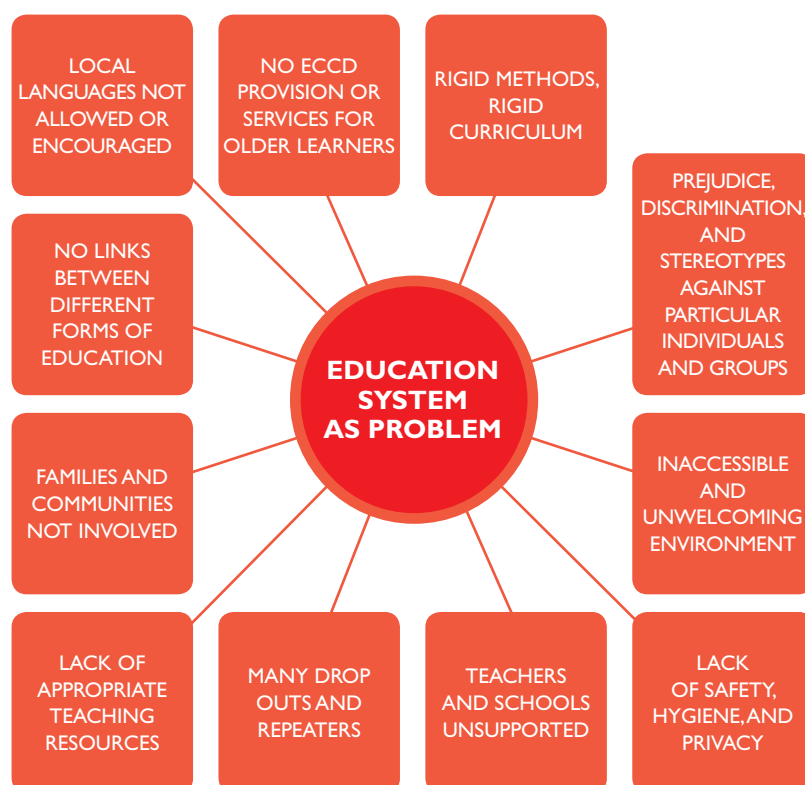 LOCAL
LANGUAGES NOT
ALLOWED OR
ENCOURAGED
NO ECCD
PROVISION OR
SERVICES FOR
OLDER LEARNERS
RIGID METHODS,
RIGID
CURRICULUM
PREJUDICE,
DISCRIMINATION,
AND
STEREOTYPES
AGAINST
PARTICULAR
INDIVIDUALS
AND GROUPS
NO LINKS
BETWEEN
DIFFERENT
FORMS OF
EDUCATION
EDUCATION
SYSTEM
AS PROBLEM
FAMILIES AND
COMMUNITIES
NOT INVOLVED
INACCESSIBLE
AND
UNWELCOMING
ENVIRONMENT
LACK OF
APPROPRIATE
TEACHING
RESOURCES
MANY DROP
OUTS AND
REPEATERS
TEACHERS
AND SCHOOLS
UNSUPPORTED
LACK
OF SAFETY,
HYGIENE, AND
PRIVACY